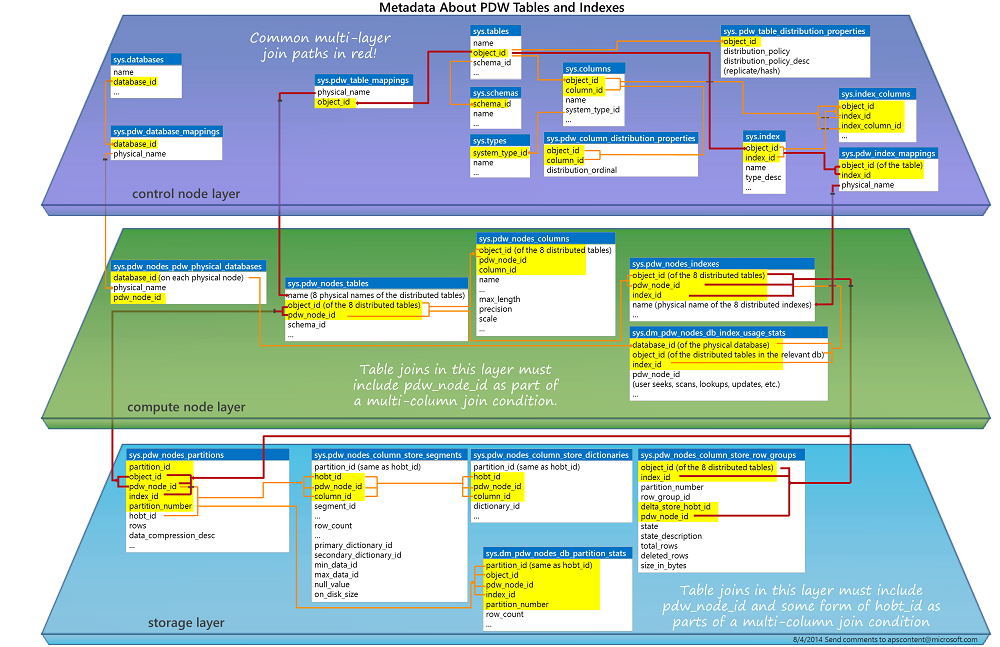 Metadata About PDW Tables and Indexes
Common multi-layer
join paths in red!
sys.databases
name
database_id
...
sys.pdw_database_mappings
database_id
physical_name
sys.pdw_table_mappings
physical_name
object_id
sys.tables
name
object_id
schema_id
...
sys.schemas
schema_id
name
...
sys.types
system_type_id
name
...
sys.columns
object_id
column_id
name
system_type_id
...
sys.pdw_column_distribution_properties
object_id
column_id
distribution_ordinal
sys. pdw_table_distribution_properties
object_id
distribution_policy
distribution_policy_desc
(replicate/hash)
sys.index
object_id
index_id
name
type_desc
...
sys.index_columns
object_id
index_id
index_column_id
...
sys.pdw_index_mappings
object_id (of the table)
index_id
physical_name
control node layer
sys.pdw_nodes_pdw_physical_databases
database_id (on each physical node)
physical_name
pdw_node_id
sys.pdw_nodes_tables
name (8 physical names of the distributed tables)
object_id (of the 8 distributed tables)
pdw_node_id
schema_id
...
sys.pdw_nodes_columns
object_id (of the 8 distributed tables)
pdw_node_id
column_id
name
...
max_length
precision
scale
...
sys.pdw_nodes_indexes
object_id (of the 8 distributed tables)
pdw_node_id
index_id
name (physical name of the 8 distributed indexes)
...
sys.dm_pdw_nodes_db_index_usage_stats
database_id (of the physical database)
object_id (of the distributed tables in the relevant db)
index_id
pdw_node_id
(user seeks, scans, lookups, updates, etc.)
...
Table joins in this layer must
include pdw_node_id as part of
a multi-column join condition.
compute node layer
sys.pdw_nodes_partitions
partition_id
object_id
pdw_node_id
index_id
partition_number
hobt_id
rows
data_compression_desc
...
sys.pdw_nodes_column_store_segments
partition_id (same as hobt_id)
hobt_id
pdw_node_id
column_id
segment_id
...
row_count
...
primary_dictionary_id
secondary_dictionary_id
min_data_id
max_data_id
null_value
on_disk_size
sys.pdw_nodes_column_store_dictionaries
partition_id (same as hobt_id)
hobt_id
pdw_node_id
column_id
dictionary_id
...
sys.dm_pdw_nodes_db_partition_stats
partition_id (same as hobt_id)
object_id
pdw_node_id
index_id
partition_number
row_count
...
sys.pdw_nodes_column_store_row_groups
object_id (of the 8 distributed tables)
index_id
partition_number
row_group_id
delta_store_hobt_id
pdw_node_id
state
state_description
total_rows
deleted_rows
size_in_bytes
Table joins in this layer must include
pdw_node_id and some form of hobt_id as
parts of a multi-column join condition
storage layer
8/4/2014 Send comments to apscontent@microsoft.com